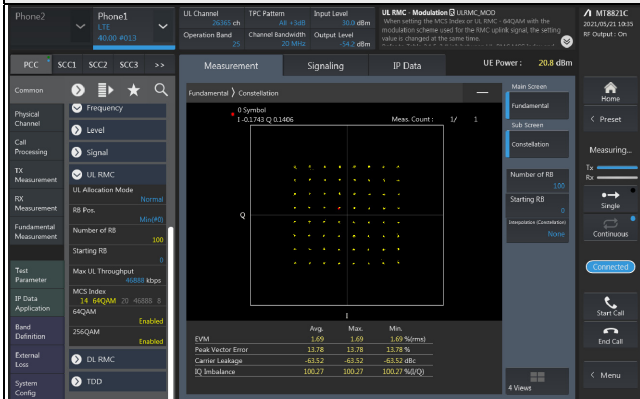 Phone2
Phone1
LTE
40.00 #013
UL Channel
26365 ch
Operation Band
25
TPC Pattern
All +3dB
Channel Bandwidth
20 MHz
Input Level
30.0 dBm
Output Level
-54.2 dBm
UL RMC - Modulation ULRMC_MOD
When setting the MCS Index or UL RMC - 64QAM with the
modulation scheme used for the RMC uplink signal, the setting
value is changed at the same time.
MT8821C
2021/05/21 19:35
RF Output : On
PCC
SCC1
SCC2
SCC3
>>
Measurement
Signaling
IP Data
UE Power : 20.8 dBm
Common
Physical
Channel
Call
Processing
TX
Measurement
RX
Measurement
Fundamental
Measurement
Test
Parameter
IP Data
Application
Band
Definition
External
Loss
System
Config
Frequency
Level
Signal
UL RMC
UL Allocation Mode
Normal
RB Pos.
Min(#0)
Number of RB
100
Starting RB
0
Max UL Throughput
46888 kbps
MCS Index
14 64QAM 20 46888 8
64QAM
Enabled
256QAM
Enabled
DL RMC
TDD
Fundamental 》 Constellation
0 Symbol
I -0.1743 Q 0.1406
Meas. Count : 1/ 1
Q
I
Avg. Max. Min.
EVM 1.69 1.69 1.69 %(rms)
Peak Vector Error 13.78 13.78 13.78 %
Carrier Leakage -63.52 -63.52 -63.52 dBc
IQ Imbalance 100.27 100.27 100.27 %(I/Q)
Main Screen
Fundamental
Sub Screen
Constellation
Number of RB
100
Starting RB
0
Interpolation (Constellation)
None
4 Views
Home
< Preset
Measuring...
Tx
Rx
Single
Continuous
Connected
Start Call
End Call
< Menu